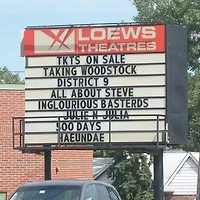 LOEWS
THEATRES
TKTS ON SALE
TAKING WOODSTOCK
DISTRICT 9
ALL ABOUT STEVE
INGLOURIOUS BASTERDS
JULIE N JULIA
500 DAYS
HAEUNDAE